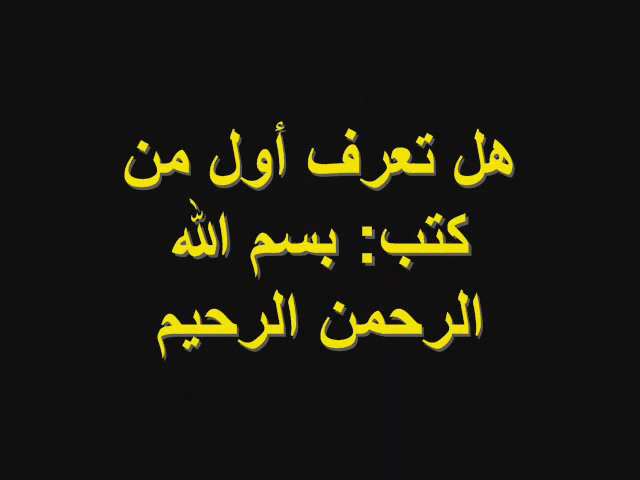 هل تعرف أول من
كتب: بسم الله
الرحمن الرحيم